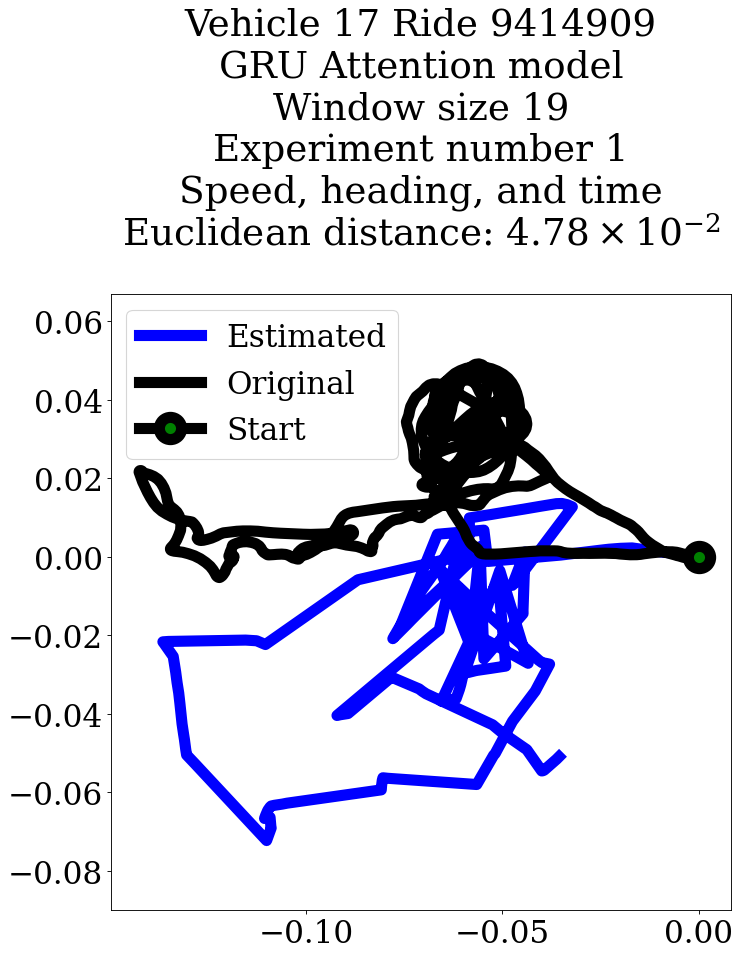 Vehicle 17 Ride 9414909
GRU Attention model
Window size 19
Experiment number 1
Speed, heading, and time
Euclidean distance: 4.78 × 10⁻²
0.06
0.04
0.02
0.00
−0.02
−0.04
−0.06
−0.08
Estimated
Original
Start
−0.10
−0.05
0.00